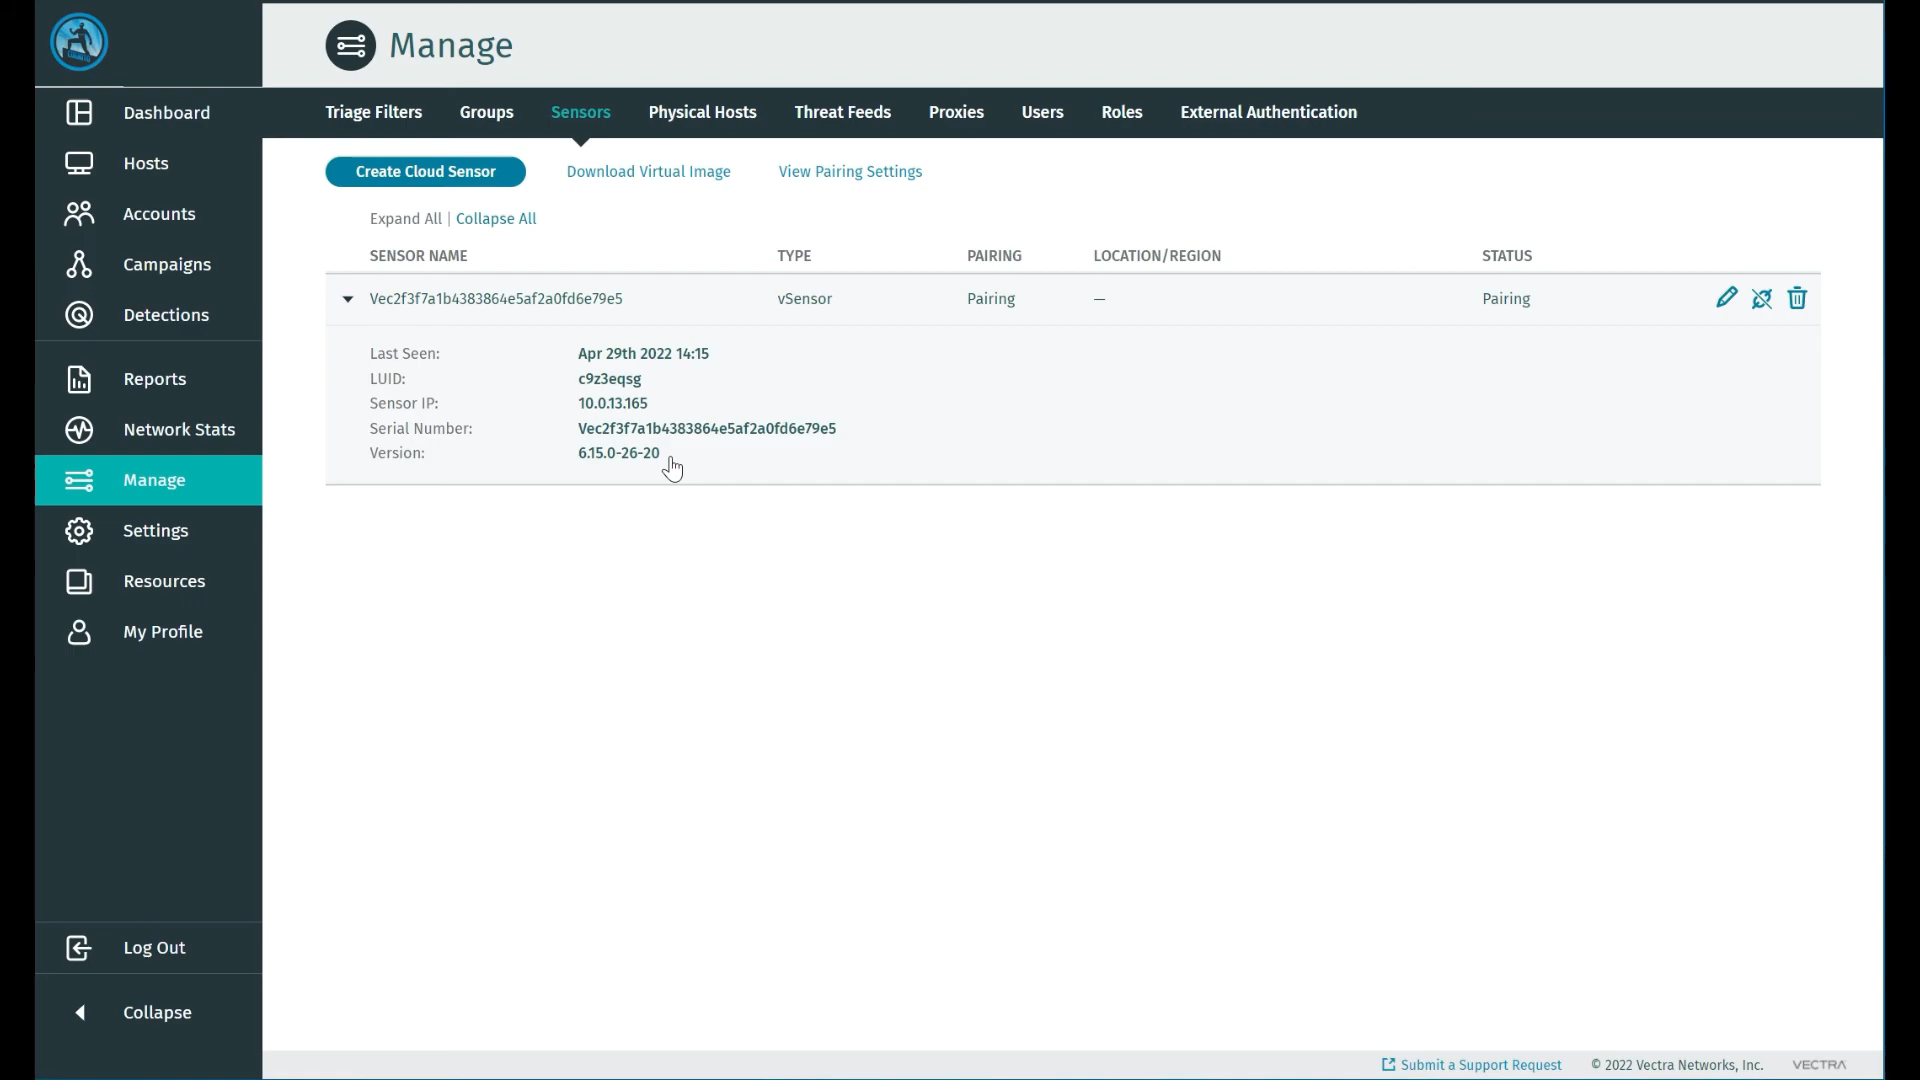 Manage
Dashboard
Hosts
Accounts
Campaigns
Detections
Reports
Network Stats
Manage
Settings
Resources
My Profile
Log Out
Collapse
Triage Filters Groups Sensors Physical Hosts Threat Feeds Proxies Users Roles External Authentication
Create Cloud Sensor Download Virtual Image View Pairing Settings
Expand All | Collapse All
SENSOR NAME TYPE PAIRING LOCATION/REGION STATUS
Vec2f3f7a1b4383864e5af2a0fd6e79e5 vSensor Pairing — Pairing
Last Seen: Apr 29th 2022 14:15
LUID: c9z3eqsg
Sensor IP: 10.0.13.165
Serial Number: Vec2f3f7a1b4383864e5af2a0fd6e79e5
Version: 6.15.0-26-20
Submit a Support Request © 2022 Vectra Networks, Inc. VECTRA